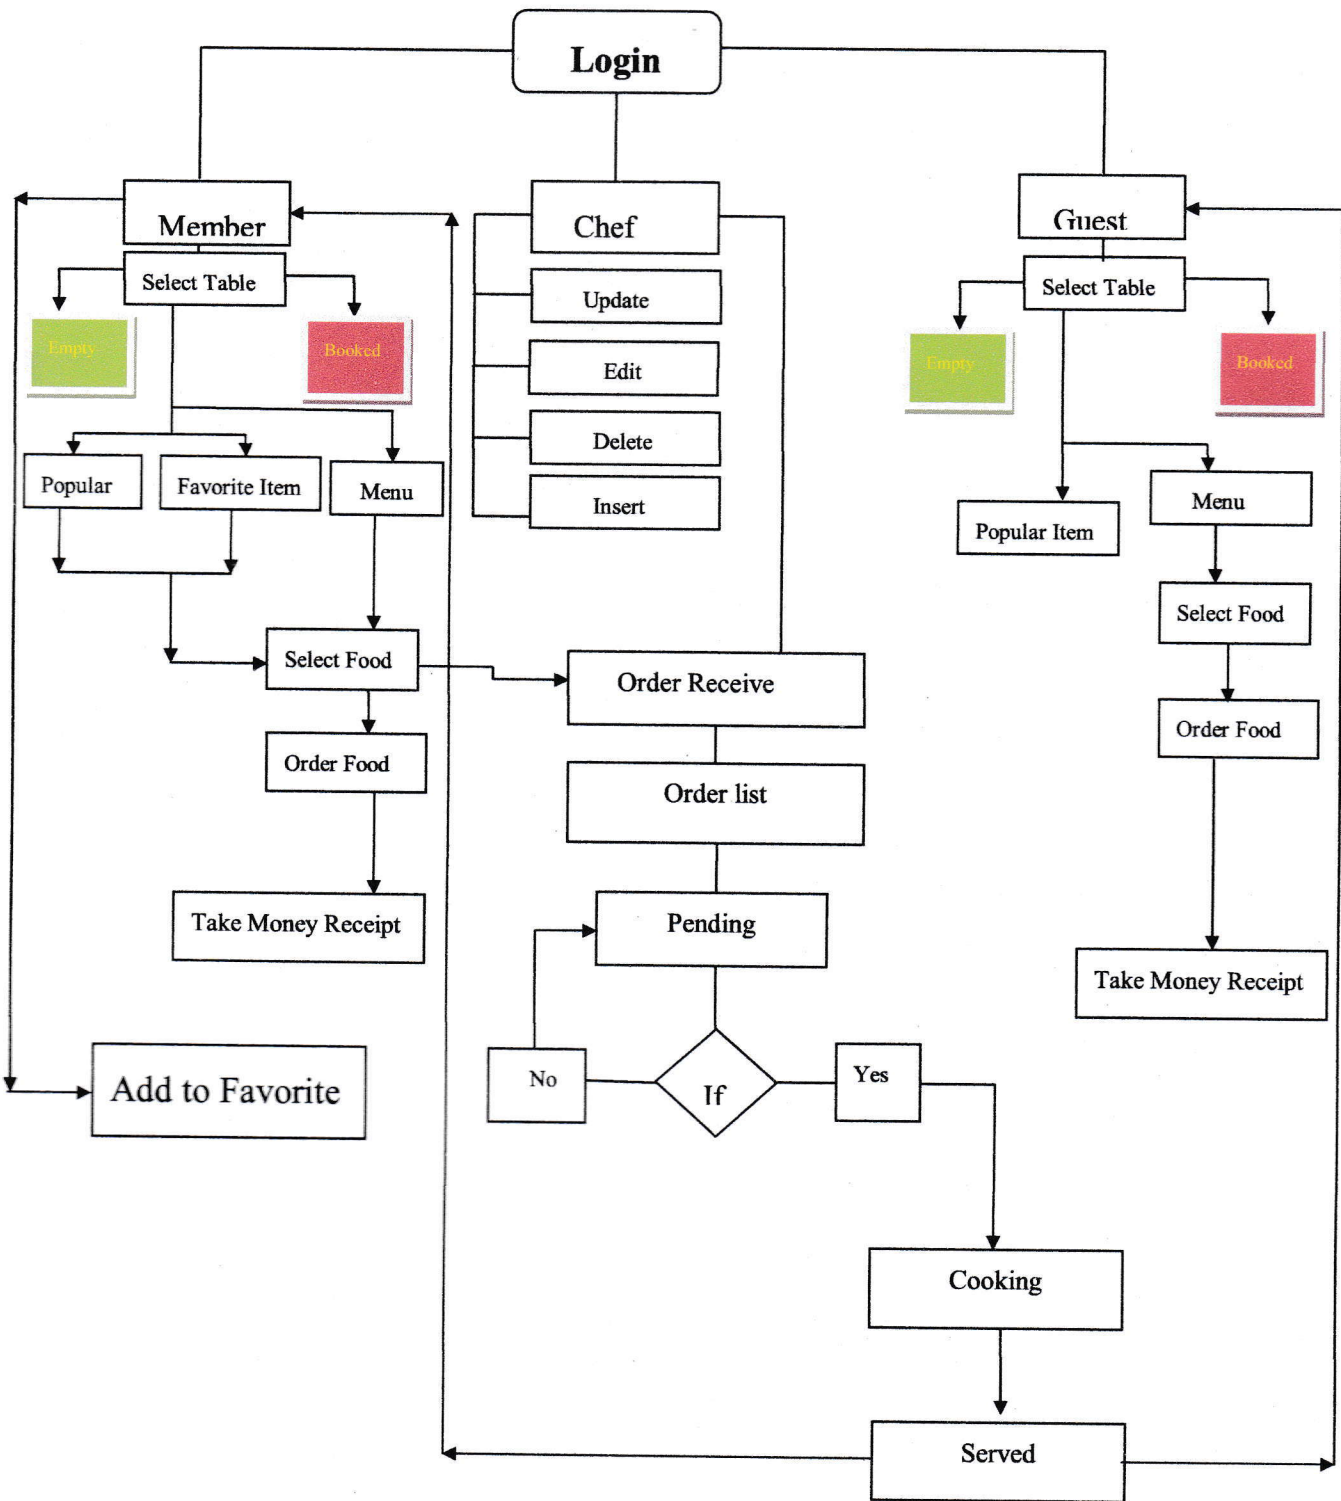 Login
Member
Select Table
Empty
Booked
Popular
Favorite Item
Menu
Select Food
Order Food
Take Money Receipt
Add to Favorite
Chef
Update
Edit
Delete
Insert
Order Receive
Order list
Pending
No
If
Yes
Cooking
Served
Guest
Select Table
Empty
Booked
Popular Item
Menu
Select Food
Order Food
Take Money Receipt